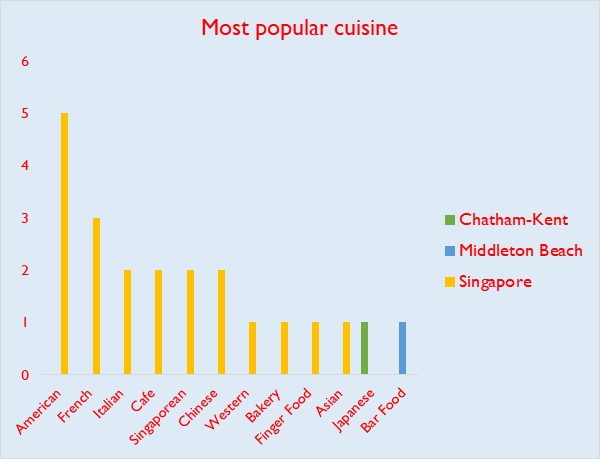 Most popular cuisine
6
5
4
3
2
1
0
American
French
Italian
Cafe
Singaporean
Chinese
Western
Bakery
Finger Food
Asian
Japanese
Bar Food
Chatham-Kent
Middleton Beach
Singapore